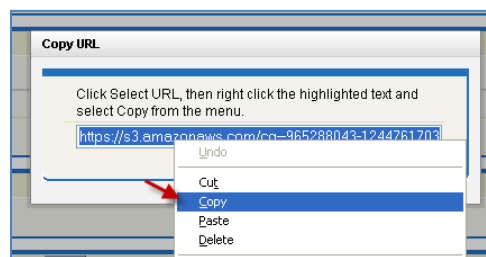 Copy URL
Click Select URL, then right click the highlighted text and
select Copy from the menu.
https://s3.amazonaws.com/cg--965288043-1244761703
Undo
Cut
Copy
Paste
Delete